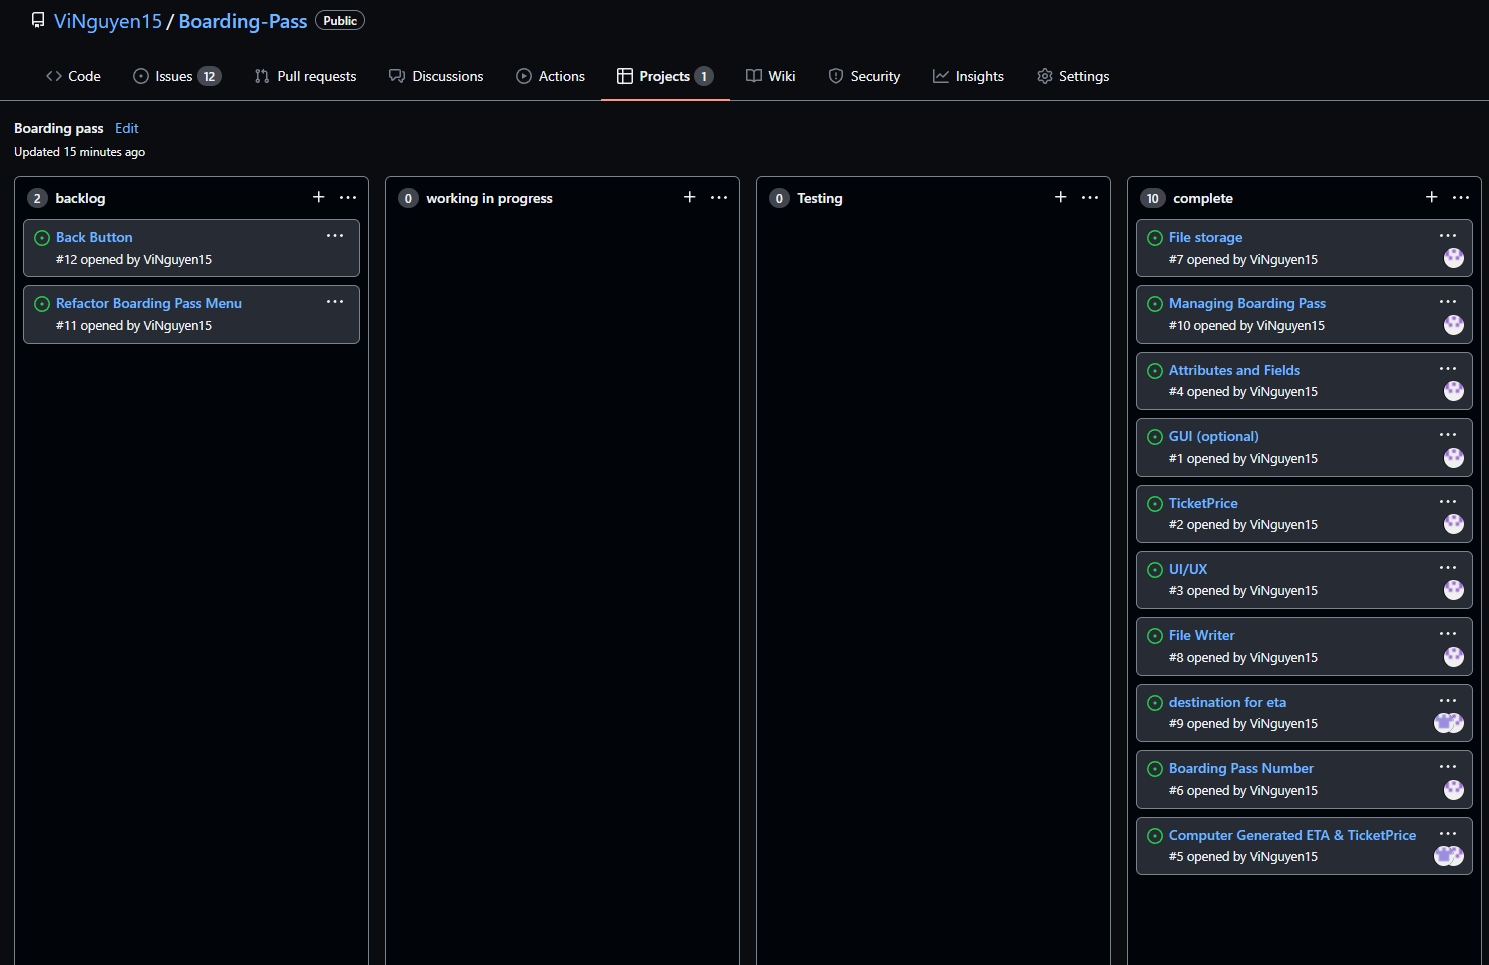 ViNguyen15 / Boarding-Pass Public
Code Issues 12 Pull requests Discussions Actions Projects 1 Wiki Security Insights Settings
Boarding pass Edit
Updated 15 minutes ago
2 backlog
Back Button
#12 opened by ViNguyen15
Refactor Boarding Pass Menu
#11 opened by ViNguyen15
0 working in progress
0 Testing
10 complete
File storage
#7 opened by ViNguyen15
Managing Boarding Pass
#10 opened by ViNguyen15
Attributes and Fields
#4 opened by ViNguyen15
GUI (optional)
#1 opened by ViNguyen15
TicketPrice
#2 opened by ViNguyen15
UI/UX
#3 opened by ViNguyen15
File Writer
#8 opened by ViNguyen15
destination for eta
#9 opened by ViNguyen15
Boarding Pass Number
#6 opened by ViNguyen15
Computer Generated ETA & TicketPrice
#5 opened by ViNguyen15